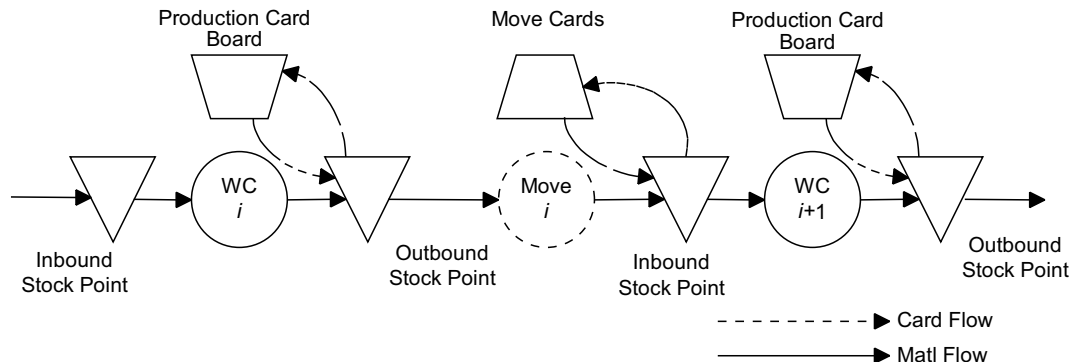 Production Card
Board
Move Cards
Production Card
Board
WC
i
Move
i
WC
i+1
Inbound
Stock Point
Outbound
Stock Point
Inbound
Stock Point
Outbound
Stock Point
Card Flow
Matl Flow